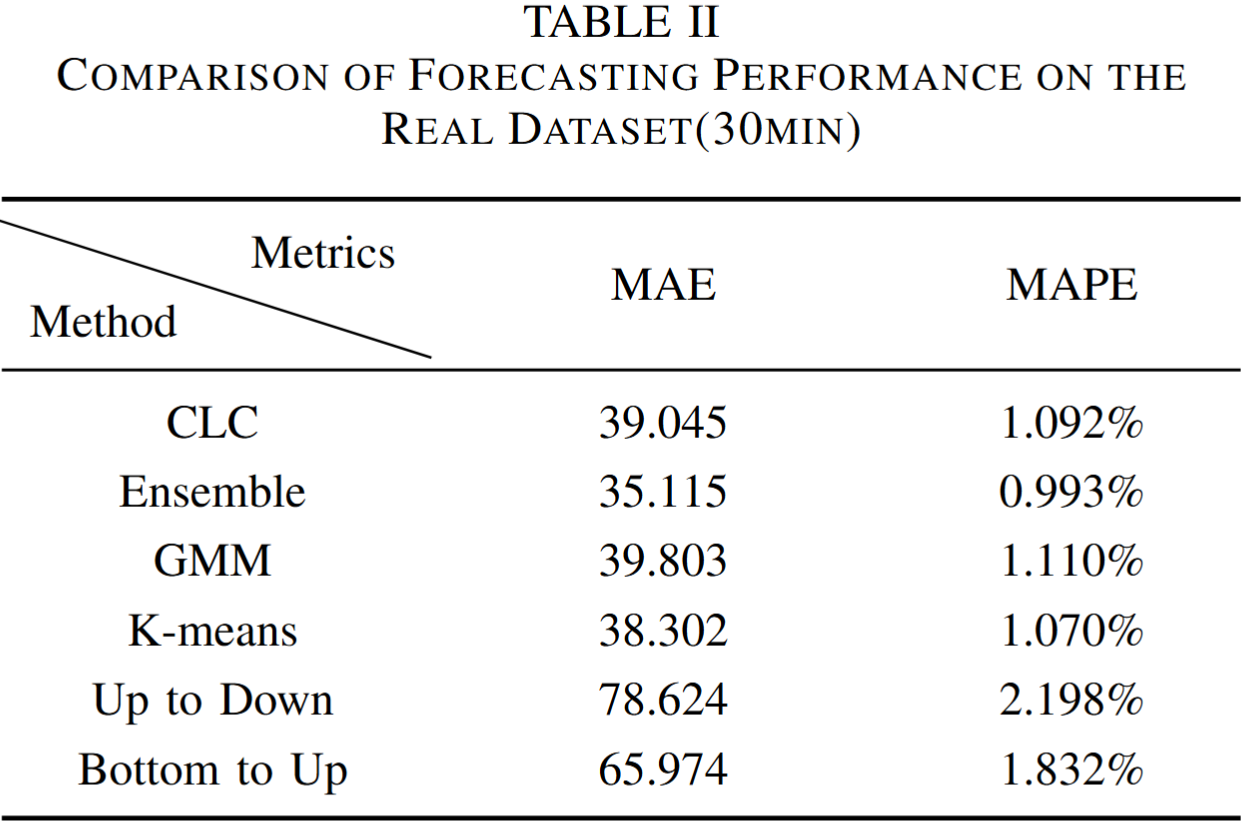 TABLE II
COMPARISON OF FORECASTING PERFORMANCE ON THE
REAL DATASET(30MIN)
Metrics
Method
MAE MAPE
CLC 39.045 1.092%
Ensemble 35.115 0.993%
GMM 39.803 1.110%
K-means 38.302 1.070%
Up to Down 78.624 2.198%
Bottom to Up 65.974 1.832%